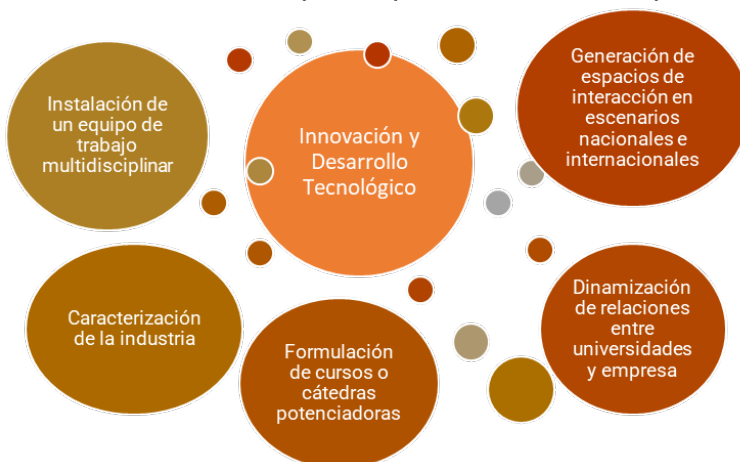 Instalación de
un equipo de
trabajo
multidisciplinar
Innovación y
Desarrollo
Tecnológico
Generación de
espacios de
interacción en
escenarios
nacionales e
internacionales
Caracterización
de la industria
Formulación
de cursos o
cátedras
potenciadoras
Dinamización
de relaciones
entre
universidades
y empresa